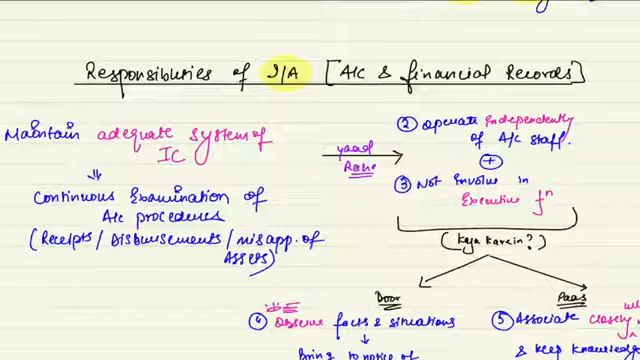 Responsibilities of I/A [A/C & financial Records]
Maintain adequate system of
IC
⇓
Continuous Examination of
A/c procedures
(Receipts / Disbursements / misapp. of
Assets)
yaad
Rakho
② Operate independently
of A/c staff.
+
③ Not Involve in
Executive fⁿ
(Kya Karein?)
Door
Paas
④ Observe facts & situations
↓
Bring to notice of
⑤ Associate closely
& keep knowledge